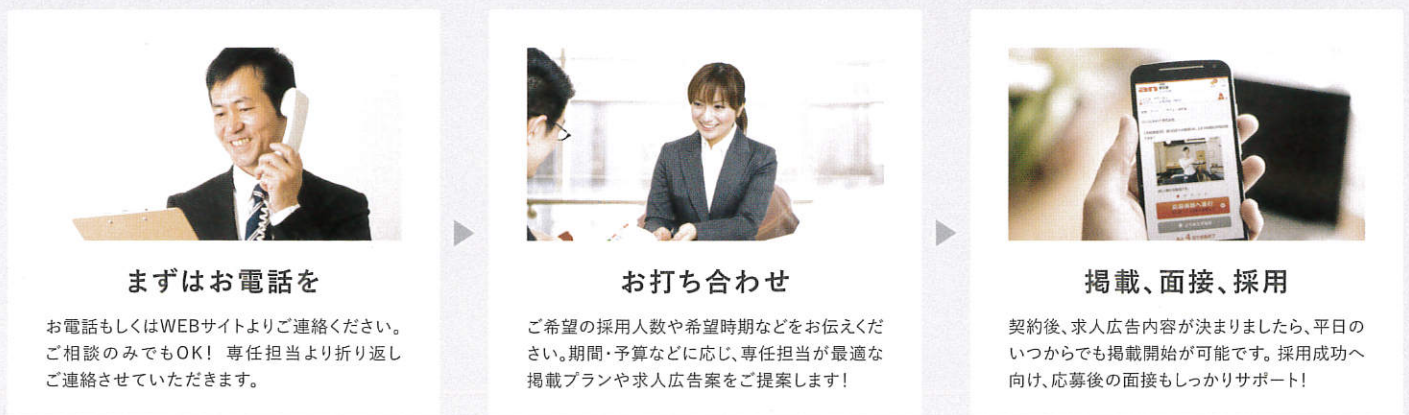 まずはお電話を
お電話もしくはWEBサイトよりご連絡ください。
ご相談のみでもOK! 専任担当より折り返し
ご連絡させていただきます。
お打ち合わせ
ご希望の採用人数や希望時期などをお伝えくだ
さい。期間・予算などに応じ、専任担当が最適な
掲載プランや求人広告案をご提案します!
an
応募画面へ進む
掲載、面接、採用
契約後、求人広告内容が決まりましたら、平日の
いつからでも掲載開始が可能です。採用成功へ
向け、応募後の面接もしっかりサポート!